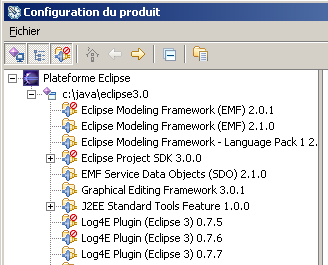 Configuration du produit
Fichier
Plateforme Eclipse
c:\java\eclipse3.0
Eclipse Modeling Framework (EMF) 2.0.1
Eclipse Modeling Framework (EMF) 2.1.0
Eclipse Modeling Framework - Language Pack 1 2.
Eclipse Project SDK 3.0.0
EMF Service Data Objects (SDO) 2.1.0
Graphical Editing Framework 3.0.1
J2EE Standard Tools Feature 1.0.0
Log4E Plugin (Eclipse 3) 0.7.5
Log4E Plugin (Eclipse 3) 0.7.6
Log4E Plugin (Eclipse 3) 0.7.7